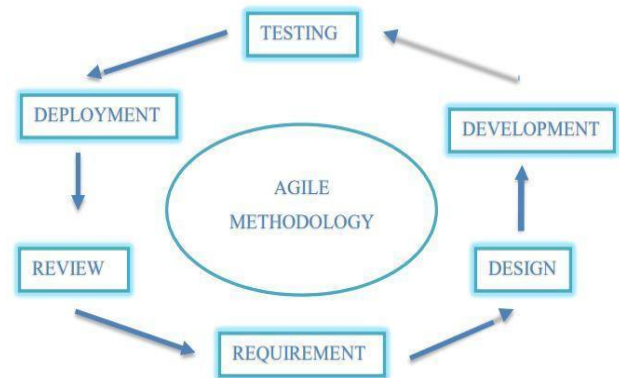 TESTING
DEPLOYMENT
DEVELOPMENT
AGILE
METHODOLOGY
REVIEW
DESIGN
REQUIREMENT